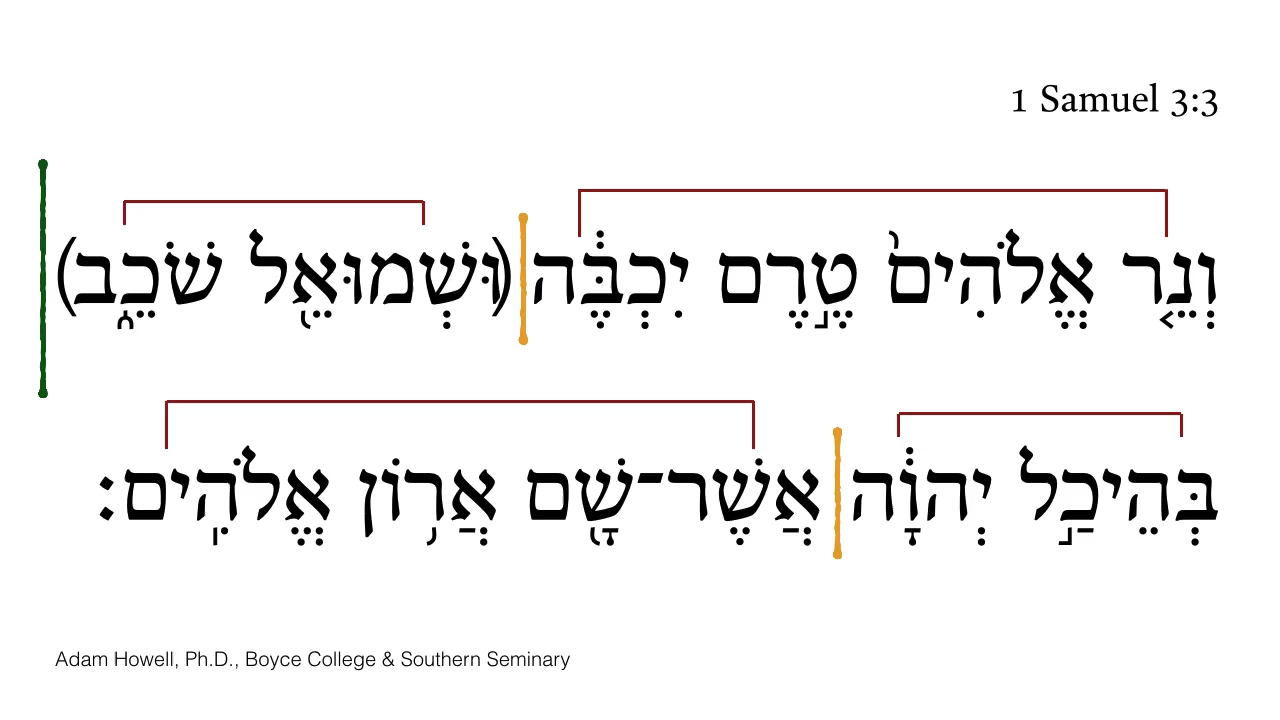 1 Samuel 3:3
וְנֵ֤ר אֱלֹהִים֙ טֶ֣רֶם יִכְבֶּ֔ה (וּשְׁמוּאֵ֖ל שֹׁכֵ֑ב)
בְּהֵיכַ֣ל יְהוָ֔ה אֲשֶׁר־שָׁ֖ם אֲר֥וֹן אֱלֹהִֽים׃
Adam Howell, Ph.D., Boyce College & Southern Seminary